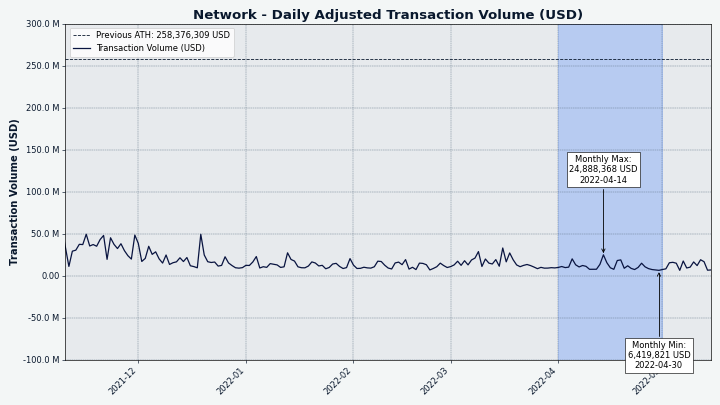 Network - Daily Adjusted Transaction Volume (USD)
Previous ATH: 258,376,309 USD
Transaction Volume (USD)
Transaction Volume (USD)
300.0 M
250.0 M
200.0 M
150.0 M
100.0 M
50.0 M
0.00
-50.0 M
-100.0 M
Monthly Max:
24,888,368 USD
2022-04-14
Monthly Min:
6,419,821 USD
2022-04-30
2021-12
2022-01
2022-02
2022-03
2022-04